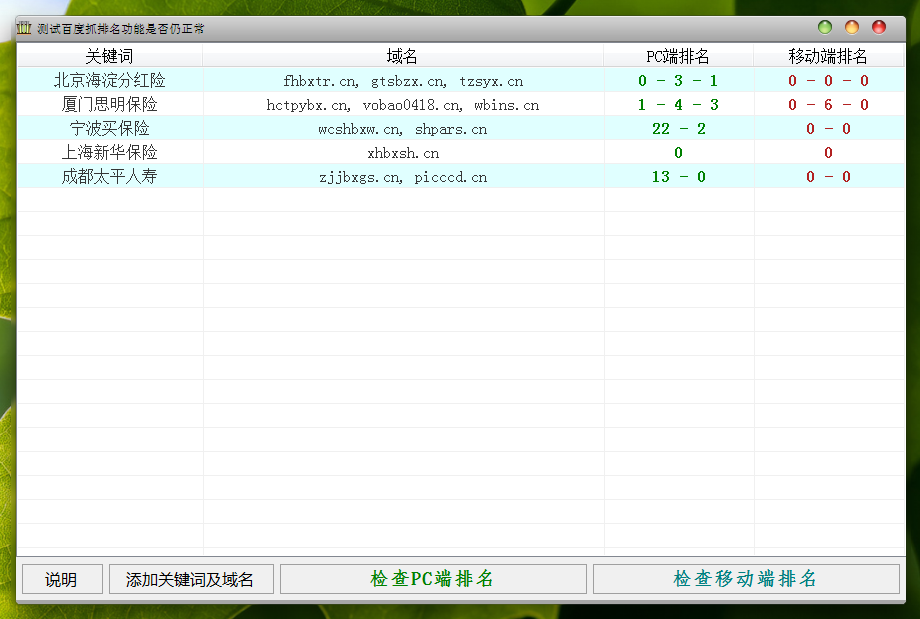 测试百度抓排名功能是否仍正常
关键词 域名 PC端排名 移动端排名
北京海淀分红险 fhbxtr.cn, gtsbzx.cn, tzsyx.cn 0 - 3 - 1 0 - 0 - 0
厦门思明保险 hctpybx.cn, vobao0418.cn, wbins.cn 1 - 4 - 3 0 - 6 - 0
宁波买保险 wcshbxw.cn, shpars.cn 22 - 2 0 - 0
上海新华保险 xhbxsh.cn 0 0
成都太平人寿 zjjbxgs.cn, picccd.cn 13 - 0 0 - 0
说明 添加关键词及域名 检查PC端排名 检查移动端排名